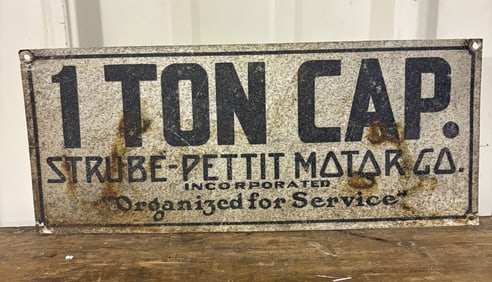 1 TON CAP.
STRUBE-PETTIT MOTOR CO.
INCORPORATED
"Organized for Service"